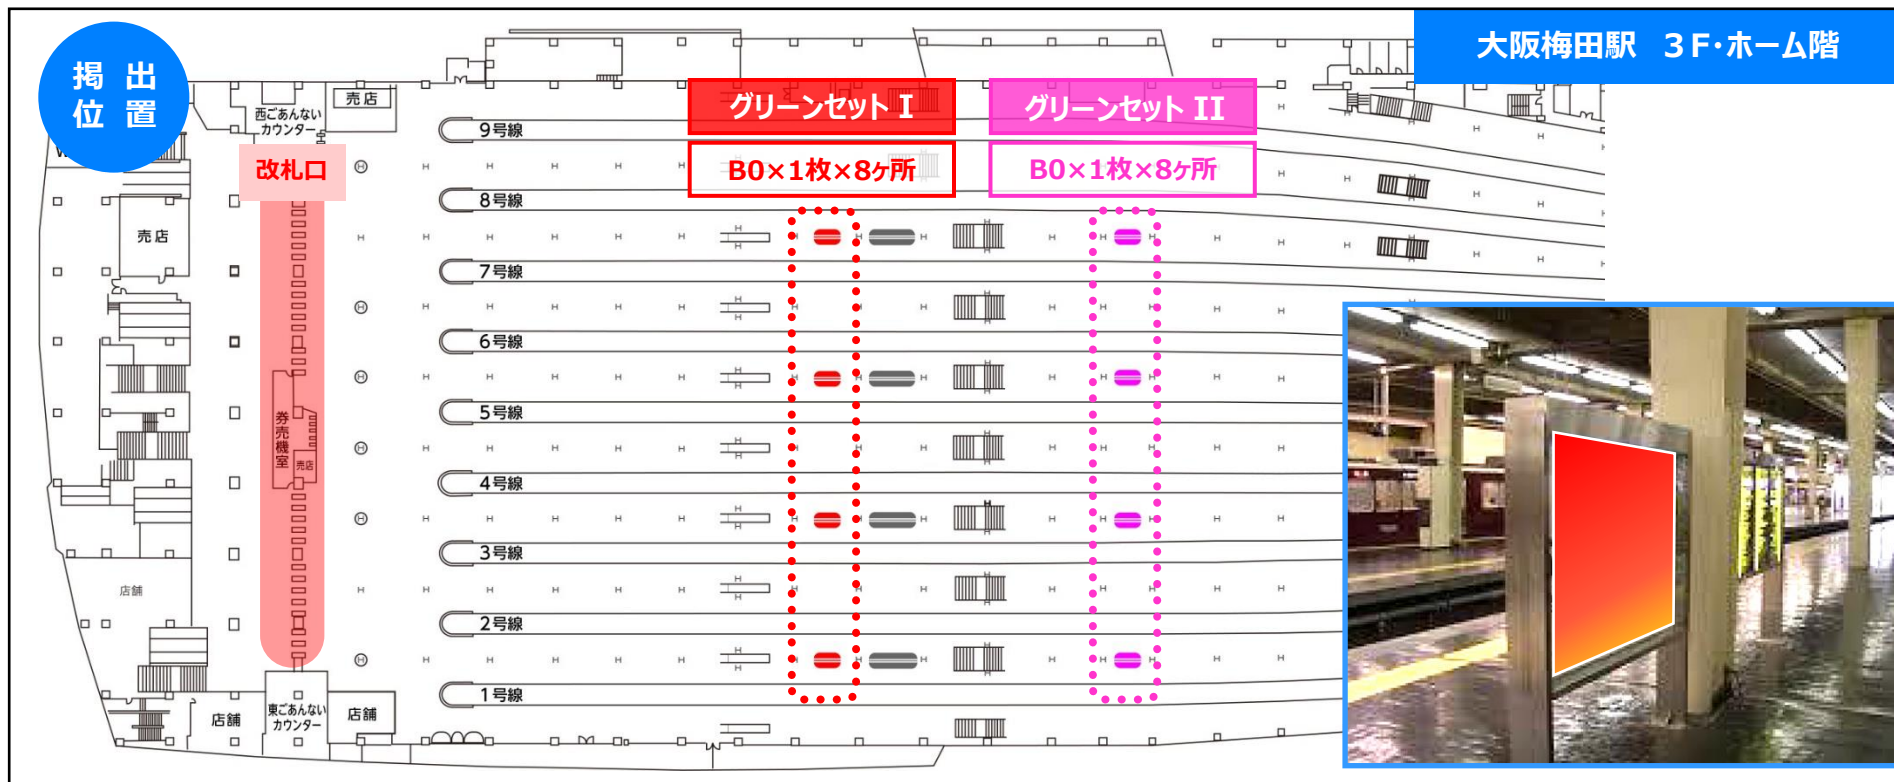 掲出
位置
大阪梅田駅 3F・ホーム階
グリーンセット I
B0×1枚×8ヶ所
グリーンセット II
B0×1枚×8ヶ所
売店
西ごあんない
カウンター
改札口
売店
9号線
8号線
7号線
6号線
5号線
4号線
3号線
2号線
1号線
券売機室
売店
店舗
店舗
東ごあんない
カウンター
店舗